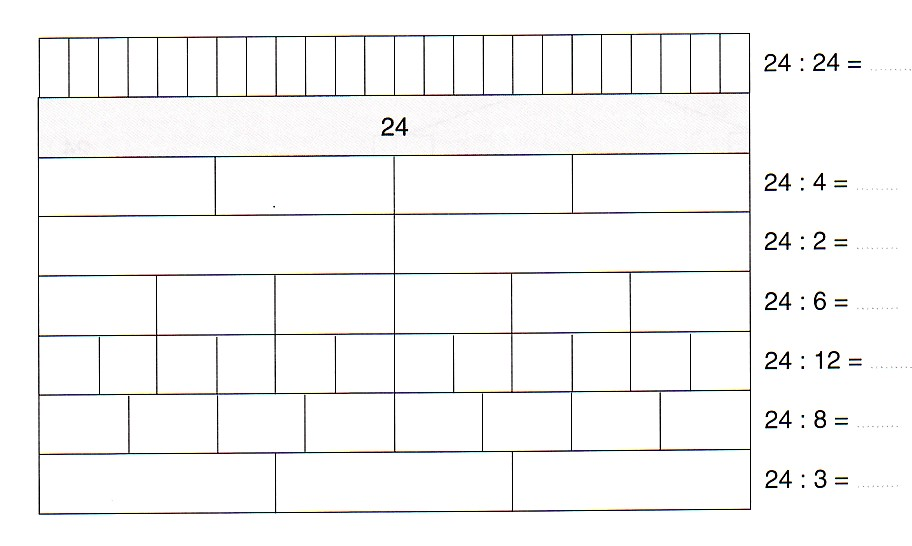 24 : 24 = .........
24
24 : 4 = .........
24 : 2 = .........
24 : 6 = .........
24 : 12 = .........
24 : 8 = .........
24 : 3 = .........